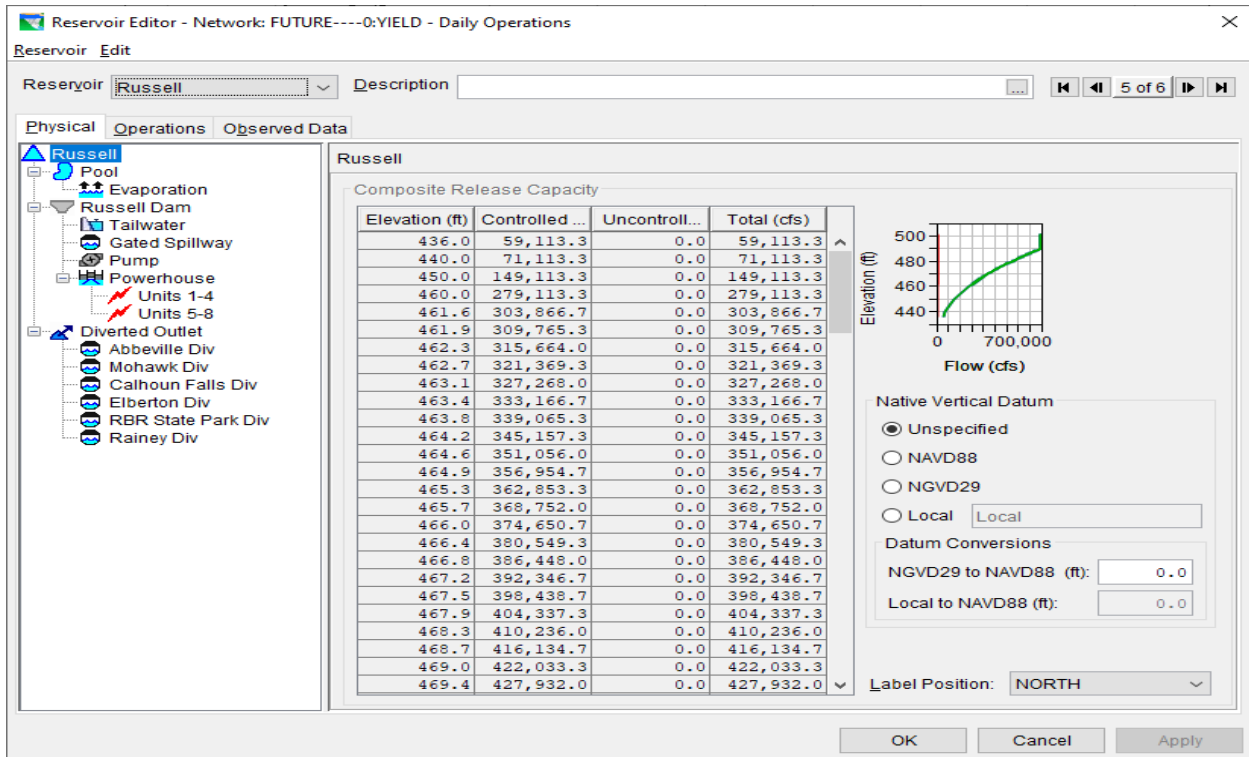 Reservoir Editor - Network: FUTURE----0:YIELD - Daily Operations
Reservoir Edit
Reservoir Russell Description ... 5 of 6
Physical Operations Observed Data
Russell
Pool
Evaporation
Russell Dam
Tailwater
Gated Spillway
Pump
Powerhouse
Units 1-4
Units 5-8
Diverted Outlet
Abbeville Div
Mohawk Div
Calhoun Falls Div
Elberton Div
RBR State Park Div
Rainey Div
Russell
Composite Release Capacity
Elevation (ft) Controlled ... Uncontroll... Total (cfs)
436.0 59,113.3 0.0 59,113.3
440.0 71,113.3 0.0 71,113.3
450.0 149,113.3 0.0 149,113.3
460.0 279,113.3 0.0 279,113.3
461.6 303,866.7 0.0 303,866.7
461.9 309,765.3 0.0 309,765.3
462.3 315,664.0 0.0 315,664.0
462.7 321,369.3 0.0 321,369.3
463.1 327,268.0 0.0 327,268.0
463.4 333,166.7 0.0 333,166.7
463.8 339,065.3 0.0 339,065.3
464.2 345,157.3 0.0 345,157.3
464.6 351,056.0 0.0 351,056.0
464.9 356,954.7 0.0 356,954.7
465.3 362,853.3 0.0 362,853.3
465.7 368,752.0 0.0 368,752.0
466.0 374,650.7 0.0 374,650.7
466.4 380,549.3 0.0 380,549.3
466.8 386,448.0 0.0 386,448.0
467.2 392,346.7 0.0 392,346.7
467.5 398,438.7 0.0 398,438.7
467.9 404,337.3 0.0 404,337.3
468.3 410,236.0 0.0 410,236.0
468.7 416,134.7 0.0 416,134.7
469.0 422,033.3 0.0 422,033.3
469.4 427,932.0 0.0 427,932.0
Elevation (ft)
500
480
460
440
0 700,000
Flow (cfs)
Native Vertical Datum
Unspecified
NAVD88
NGVD29
Local Local
Datum Conversions
NGVD29 to NAVD88 (ft): 0.0
Local to NAVD88 (ft): 0.0
Label Position: NORTH
OK Cancel Apply